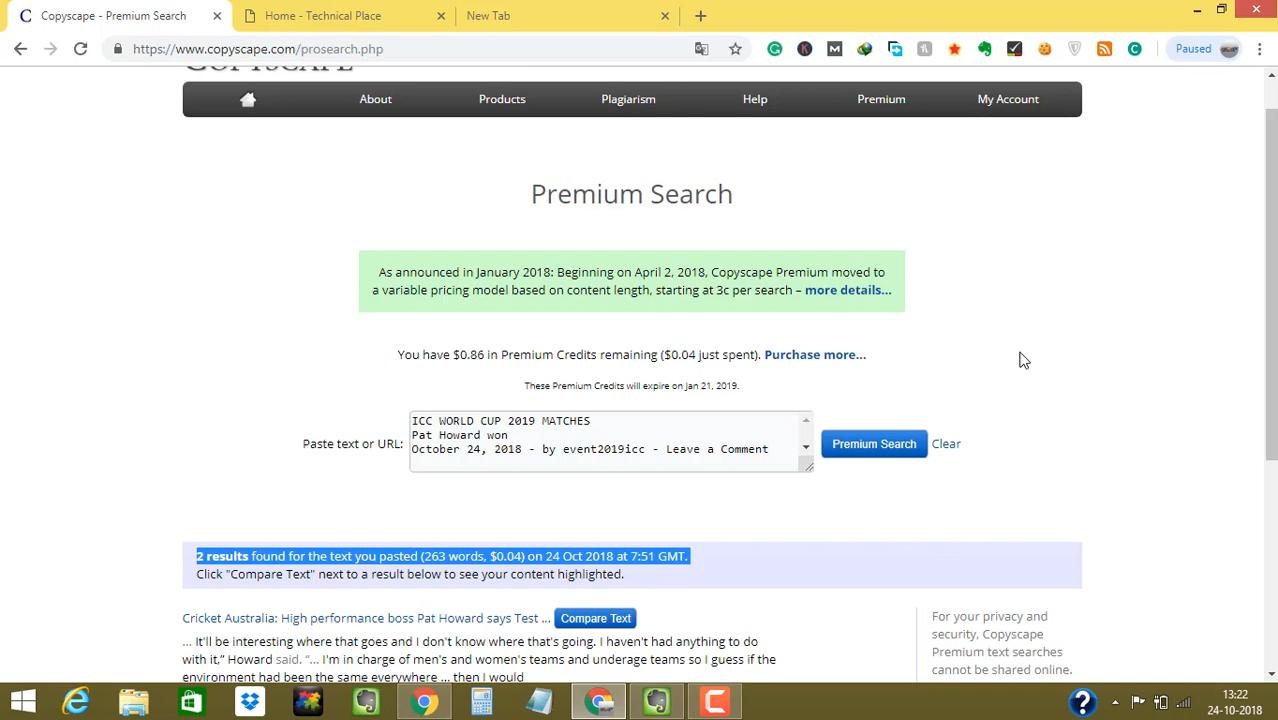 Copyscape - Premium Search
Home - Technical Place
New Tab
https://www.copyscape.com/prosearch.php
Paused
About
Products
Plagiarism
Help
Premium
My Account
Premium Search
As announced in January 2018: Beginning on April 2, 2018, Copyscape Premium moved to
a variable pricing model based on content length, starting at 3c per search – more details...
You have $0.86 in Premium Credits remaining ($0.04 just spent). Purchase more...
These Premium Credits will expire on Jan 21, 2019.
Paste text or URL:
ICC WORLD CUP 2019 MATCHES
Pat Howard won
October 24, 2018 - by event2019icc - Leave a Comment
Premium Search
Clear
2 results found for the text you pasted (263 words, $0.04) on 24 Oct 2018 at 7:51 GMT.
Click "Compare Text" next to a result below to see your content highlighted.
Cricket Australia: High performance boss Pat Howard says Test ...
Compare Text
... It'll be interesting where that goes and I don't know where that's going. I haven't had anything to do
with it,” Howard said. “... I'm in charge of men's and women's teams and underage teams so I guess if the
environment had been the same everywhere ... then I would
For your privacy and
security, Copyscape
Premium text searches
cannot be shared online.
13:22
24-10-2018